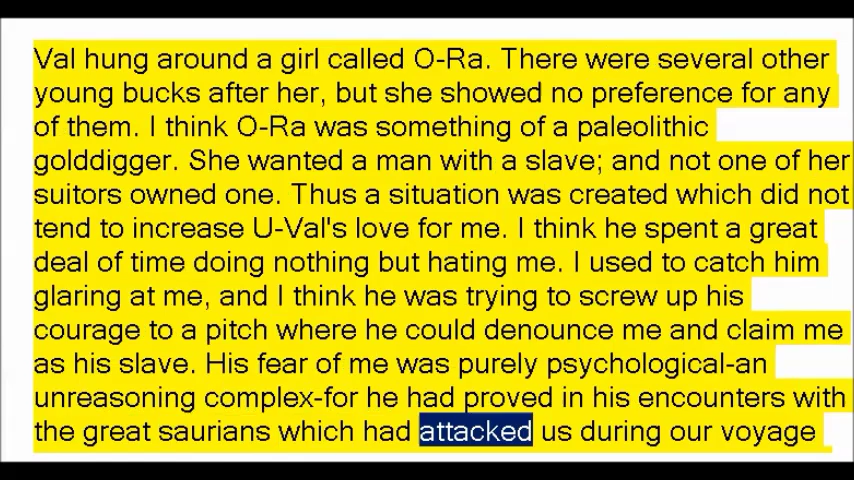 Val hung around a girl called O-Ra. There were several other
young bucks after her, but she showed no preference for any
of them. I think O-Ra was something of a paleolithic
golddigger. She wanted a man with a slave; and not one of her
suitors owned one. Thus a situation was created which did not
tend to increase U-Val's love for me. I think he spent a great
deal of time doing nothing but hating me. I used to catch him
glaring at me, and I think he was trying to screw up his
courage to a pitch where he could denounce me and claim me
as his slave. His fear of me was purely psychological-an
unreasoning complex-for he had proved in his encounters with
the great saurians which had attacked us during our voyage